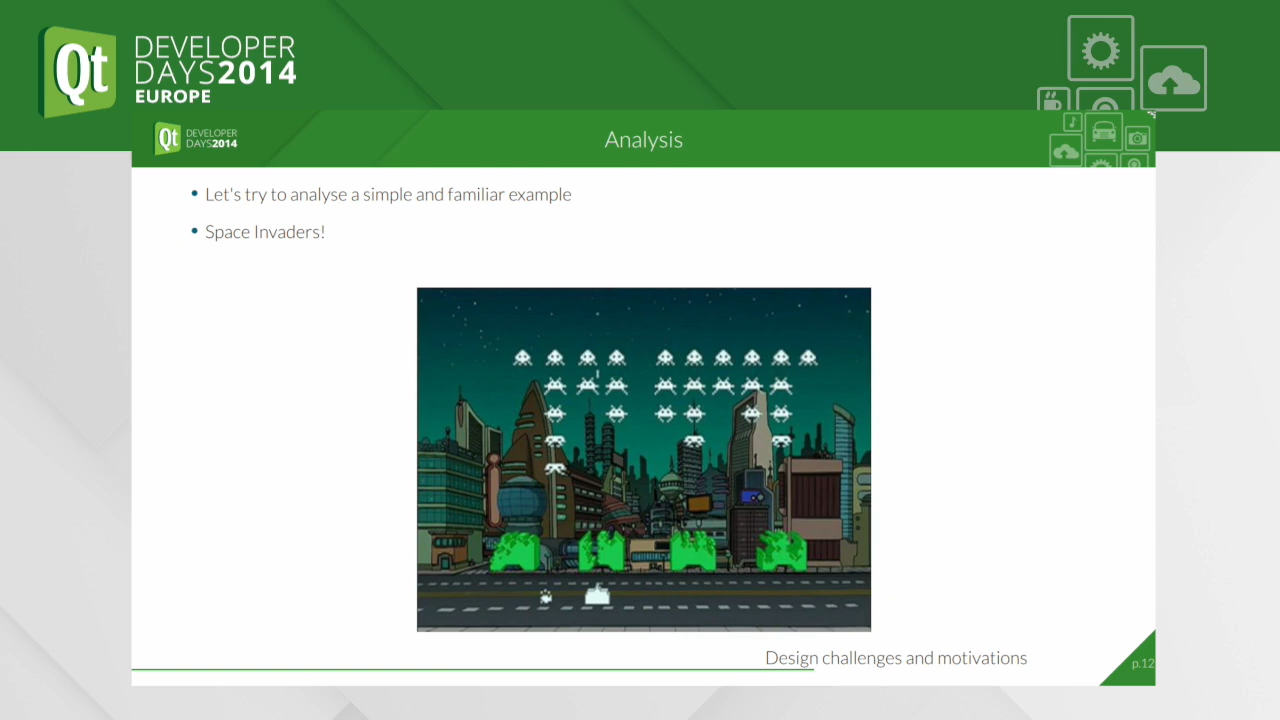 Qt
DEVELOPER
DAYS2014
EUROPE
Qt
DEVELOPER
DAYS2014
Analysis
• Let's try to analyse a simple and familiar example
• Space Invaders!
Design challenges and motivations
p.12